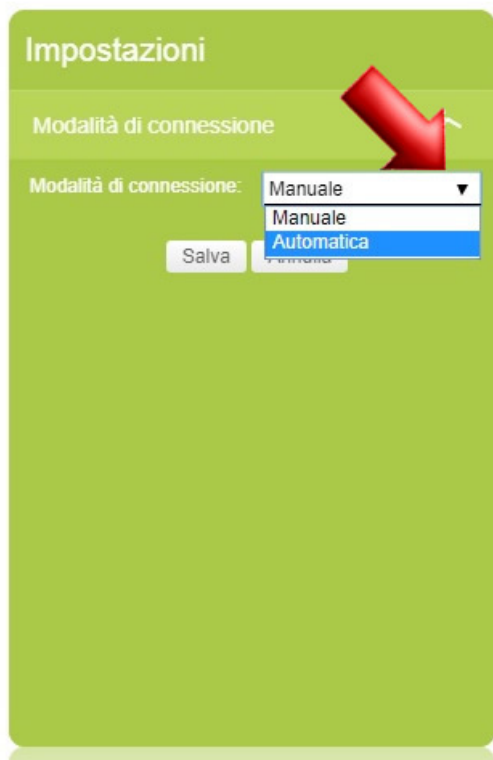 Impostazioni
Modalità di connessione
Modalità di connessione: Manuale
Manuale
Automatica
Salva